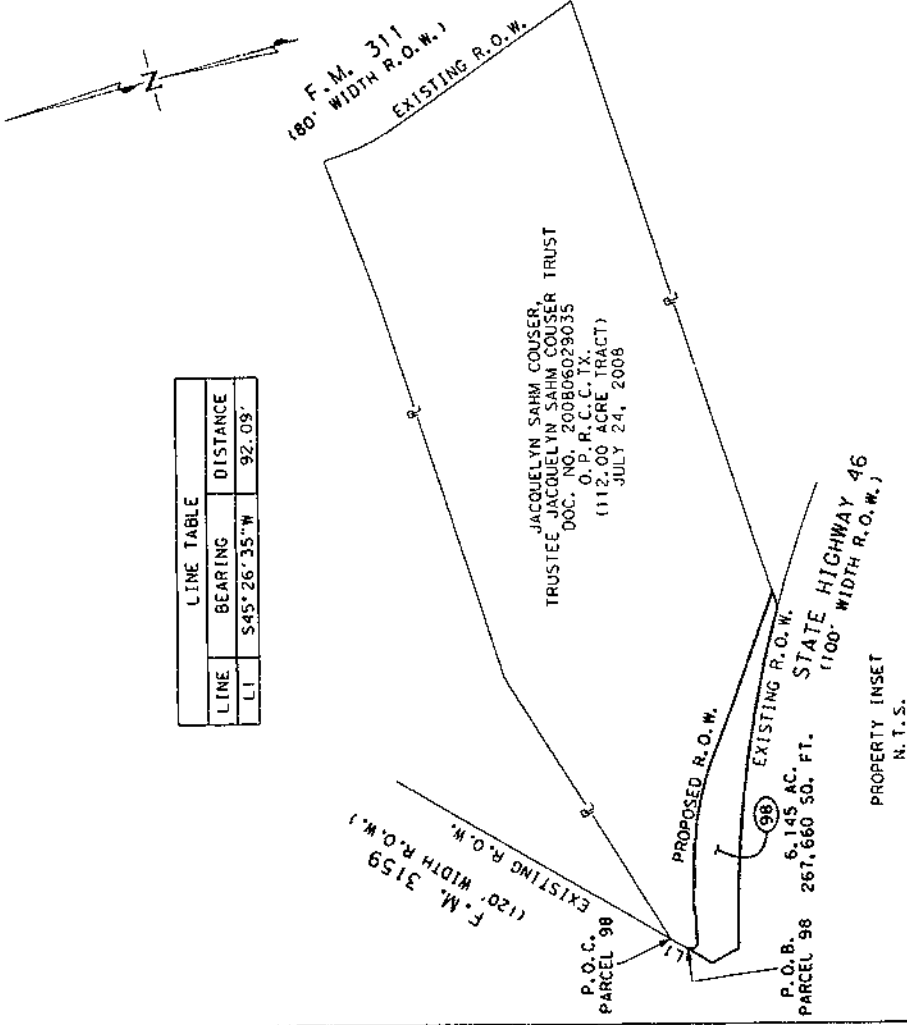 N
F.M. 311
(80' WIDTH R.O.W.)
EXISTING R.O.W.
LINE TABLE
LINE BEARING DISTANCE
L1 S45°26'35"W 92.09'
JACQUELYN SAHM COUSER,
TRUSTEE JACQUELYN SAHM COUSER TRUST
DOC. NO. 200806029035
O.P.R.C.C.TX.
(112.00 ACRE TRACT)
JULY 24, 2008
F.M. 3159
(120' WIDTH R.O.W.)
EXISTING R.O.W.
P.O.C.
PARCEL 98
L1
PROPOSED R.O.W.
EXISTING R.O.W.
STATE HIGHWAY 46
(100' WIDTH R.O.W.)
98
6.145 AC.
267,660 SQ. FT.
P.O.B.
PARCEL 98
PROPERTY INSET
N.T.S.